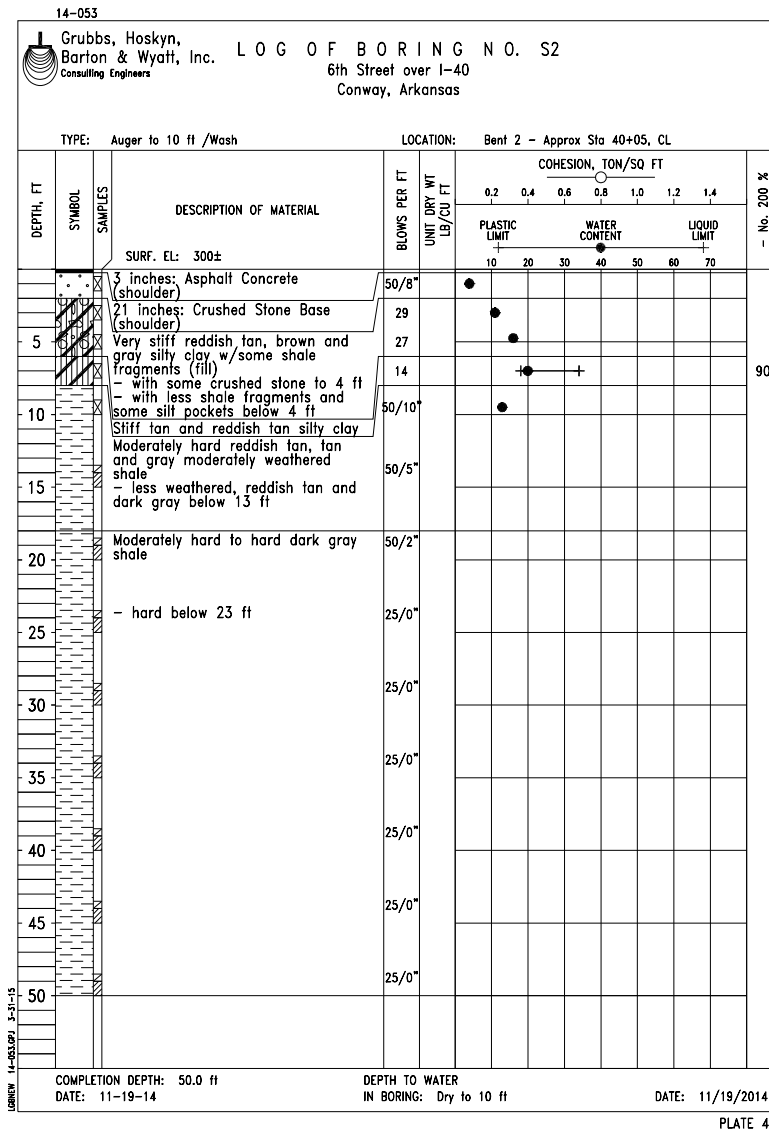 14-053
Grubbs, Hoskyn,
Barton & Wyatt, Inc.
Consulting Engineers
LOG OF BORING NO. S2
6th Street over I-40
Conway, Arkansas
TYPE: Auger to 10 ft /Wash
LOCATION: Bent 2 - Approx Sta 40+05, CL
DEPTH, FT
SYMBOL
SAMPLES
DESCRIPTION OF MATERIAL
SURF. EL: 300±
BLOWS PER FT
UNIT DRY WT
LB/CU FT
COHESION, TON/SQ FT
0.2 0.4 0.6 0.8 1.0 1.2 1.4
PLASTIC LIMIT
WATER CONTENT
LIQUID LIMIT
10 20 30 40 50 60 70
- No. 200 %
3 inches: Asphalt Concrete
(shoulder)
50/8"
21 inches: Crushed Stone Base
(shoulder)
29
5
Very stiff reddish tan, brown and
gray silty clay w/some shale
fragments (fill)
- with some crushed stone to 4 ft
- with less shale fragments and
some silt pockets below 4 ft
27
14
90
10
50/10"
Stiff tan and reddish tan silty clay
Moderately hard reddish tan, tan
and gray moderately weathered
shale
- less weathered, reddish tan and
dark gray below 13 ft
50/5"
15
Moderately hard to hard dark gray
shale
50/2"
20
- hard below 23 ft
25/0"
25
25/0"
30
25/0"
35
25/0"
40
25/0"
45
25/0"
50
COMPLETION DEPTH: 50.0 ft
DATE: 11-19-14
DEPTH TO WATER
IN BORING: Dry to 10 ft
DATE: 11/19/2014
LGBNEW 14-053.GPJ 3-31-15
PLATE 4